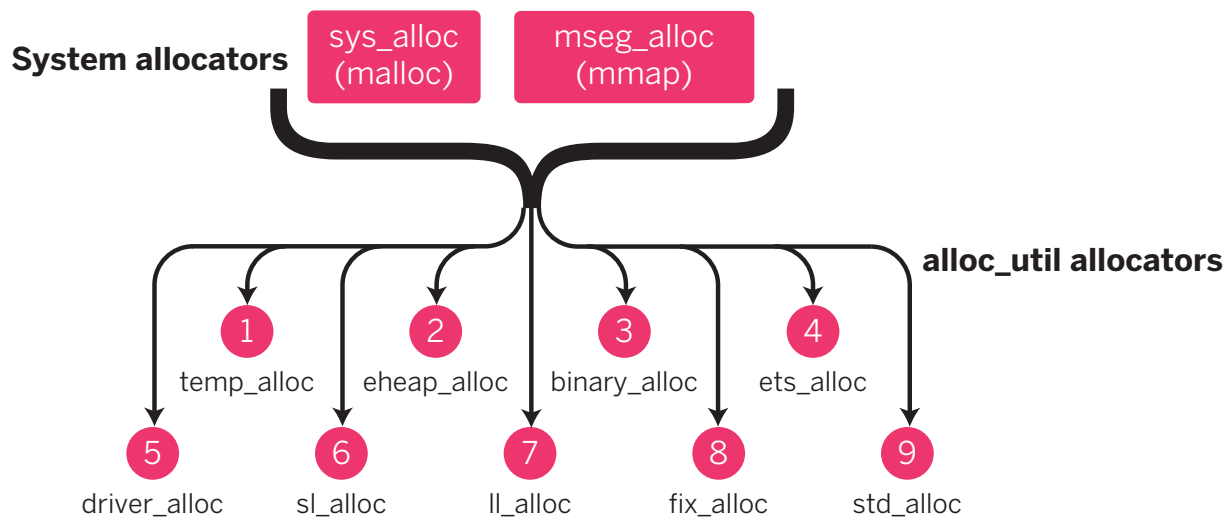 System allocators
sys_alloc
(malloc)
mseg_alloc
(mmap)
alloc_util allocators
1
temp_alloc
2
eheap_alloc
3
binary_alloc
4
ets_alloc
5
driver_alloc
6
sl_alloc
7
ll_alloc
8
fix_alloc
9
std_alloc